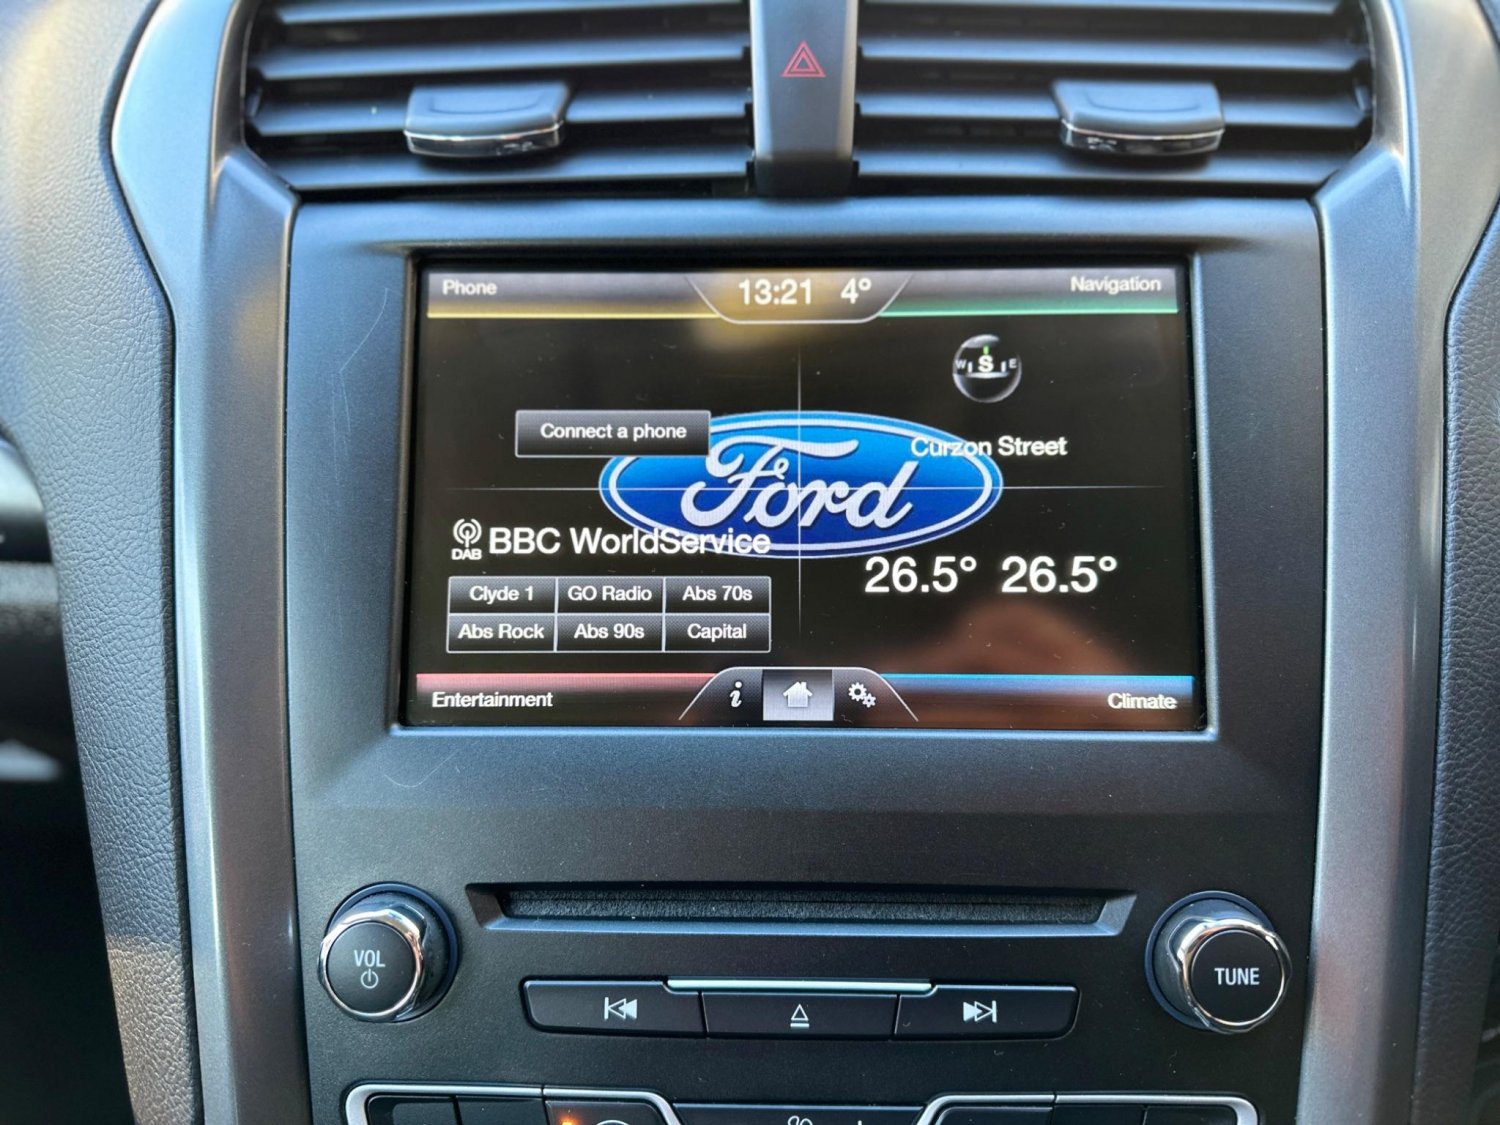 Phone
13:21 4°
Navigation
W S E
Connect a phone
Ford
Curzon Street
DAB
BBC WorldService
26.5° 26.5°
Clyde 1
GO Radio
Abs 70s
Abs Rock
Abs 90s
Capital
Entertainment
i
Climate
VOL
TUNE